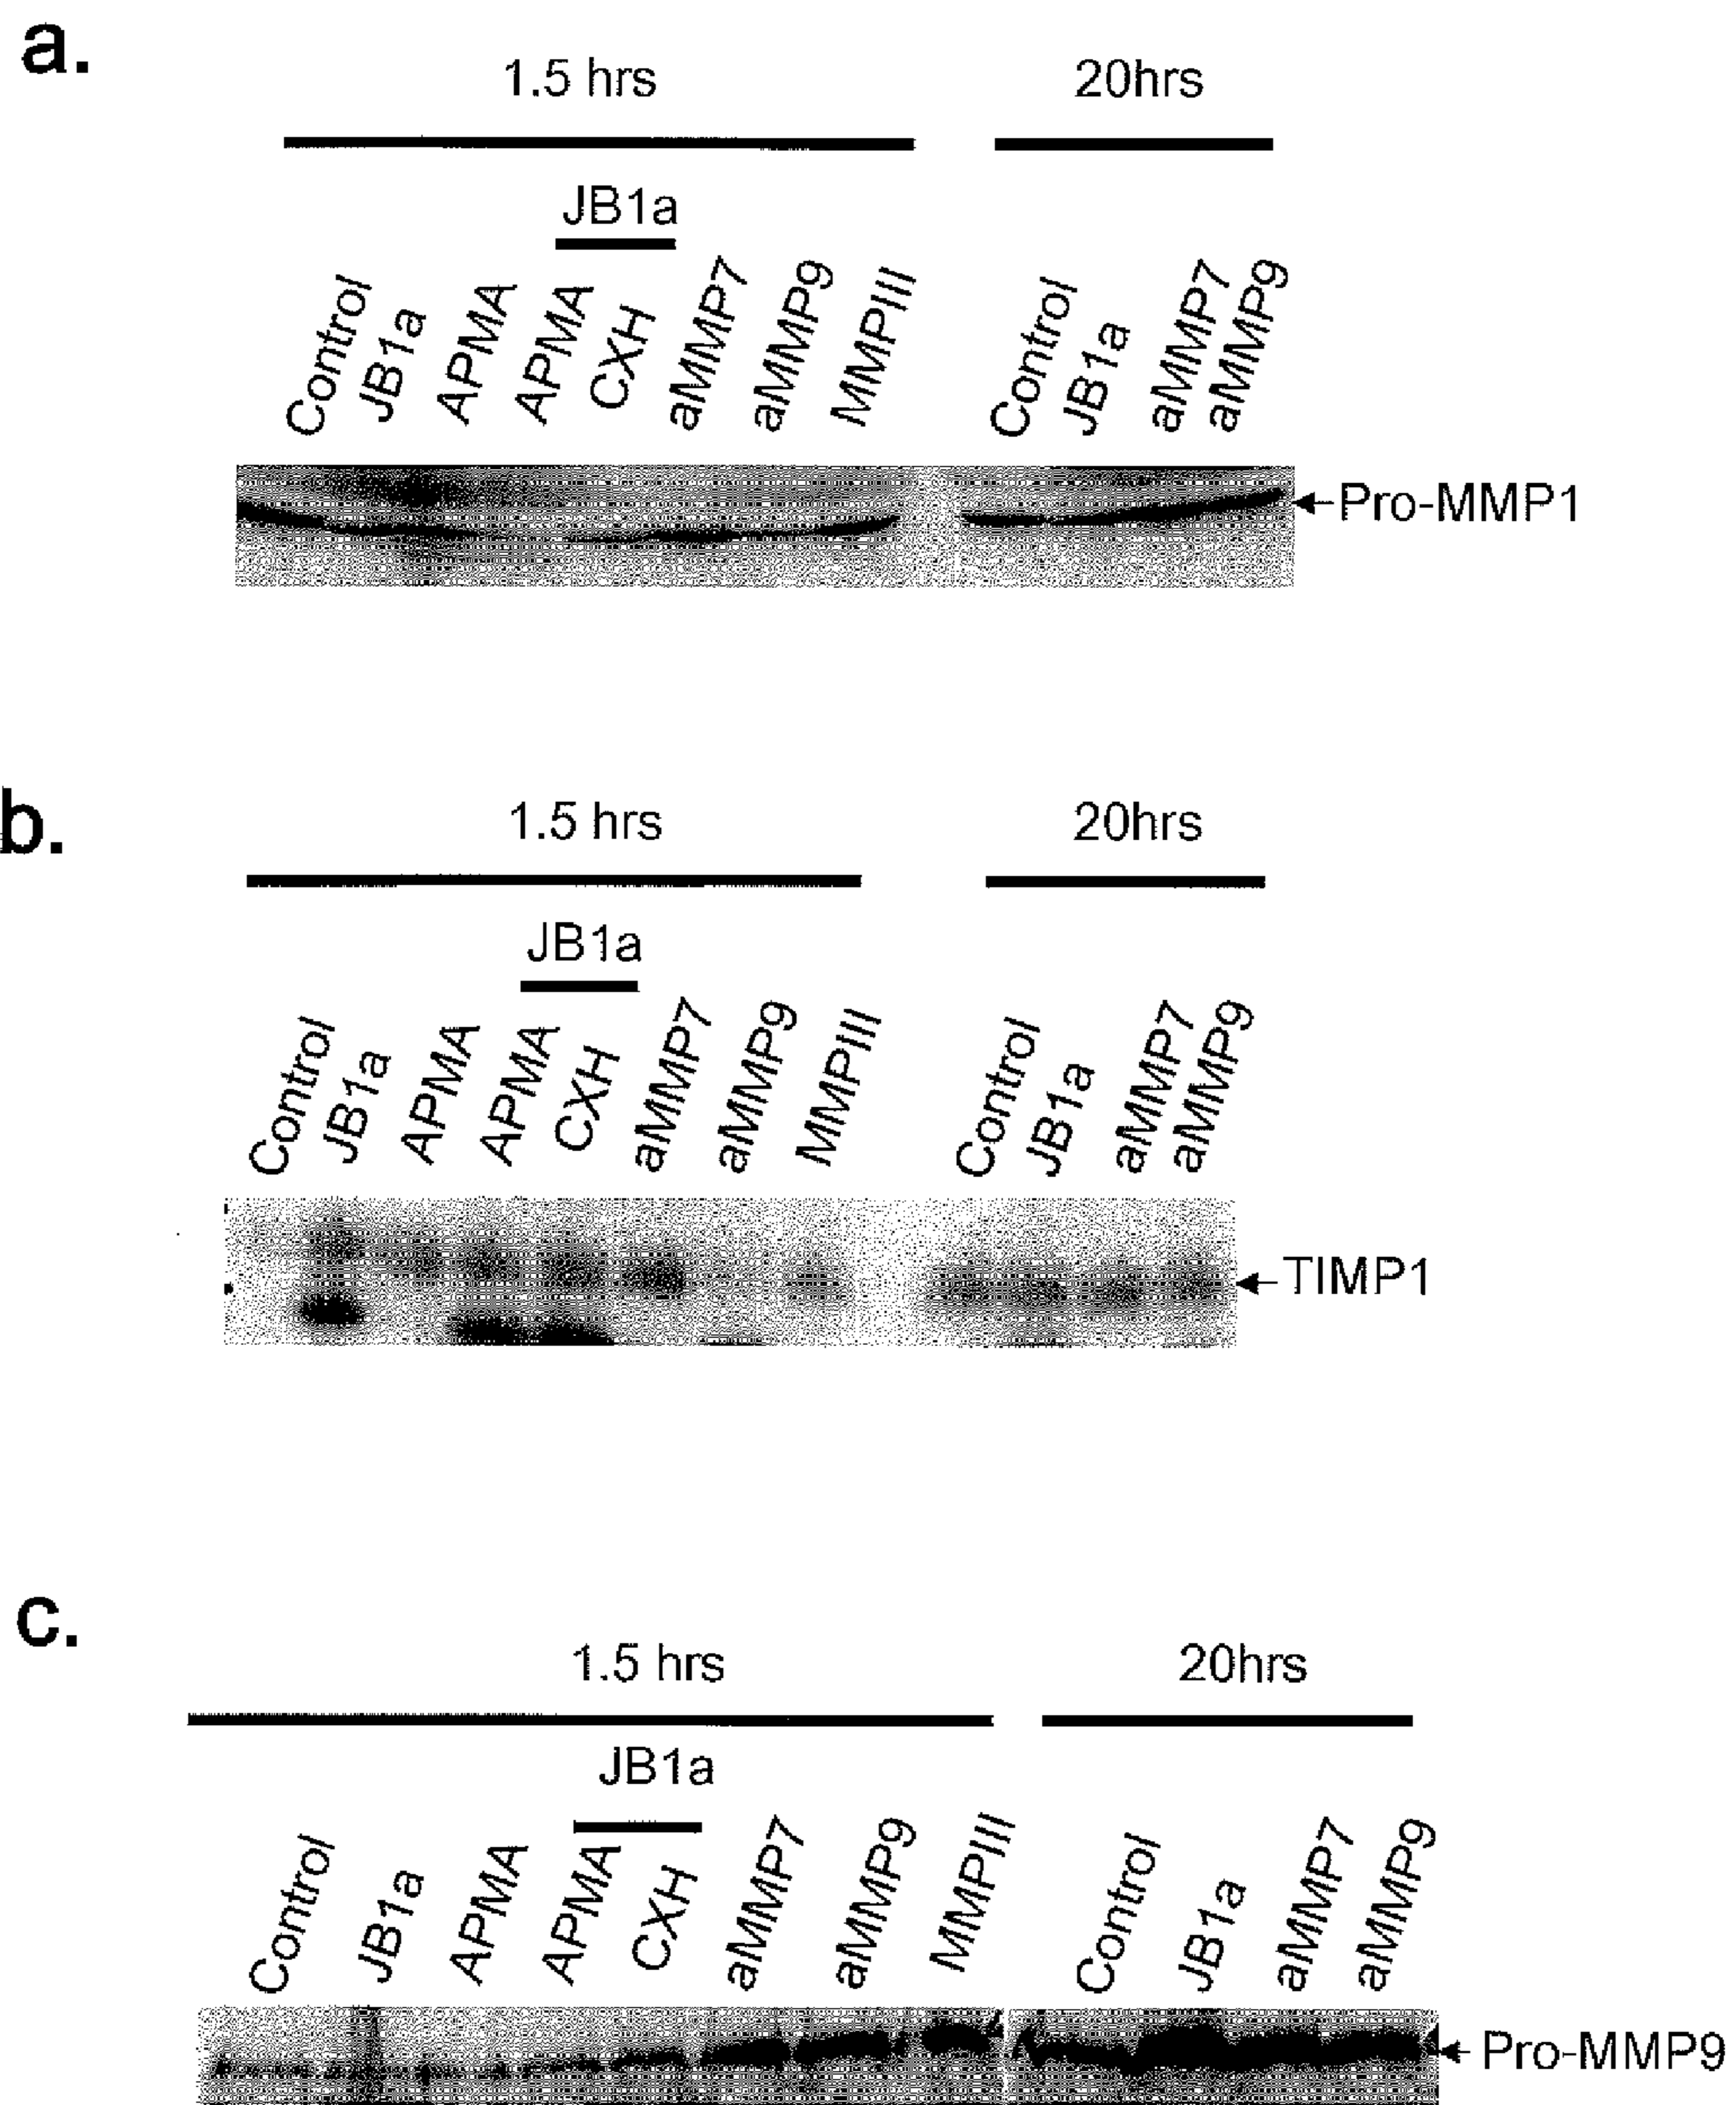 a.
1.5 hrs 20hrs
JB1a
Control JB1a APMA APMA CXH aMMP7 aMMP9 MMPIII Control JB1a aMMP7 aMMP9
Pro-MMP1
b.
1.5 hrs 20hrs
JB1a
Control JB1a APMA APMA CXH aMMP7 aMMP9 MMPIII Control JB1a aMMP7 aMMP9
TIMP1
c.
1.5 hrs 20hrs
JB1a
Control JB1a APMA APMA CXH aMMP7 aMMP9 MMPIII Control JB1a aMMP7 aMMP9
Pro-MMP9